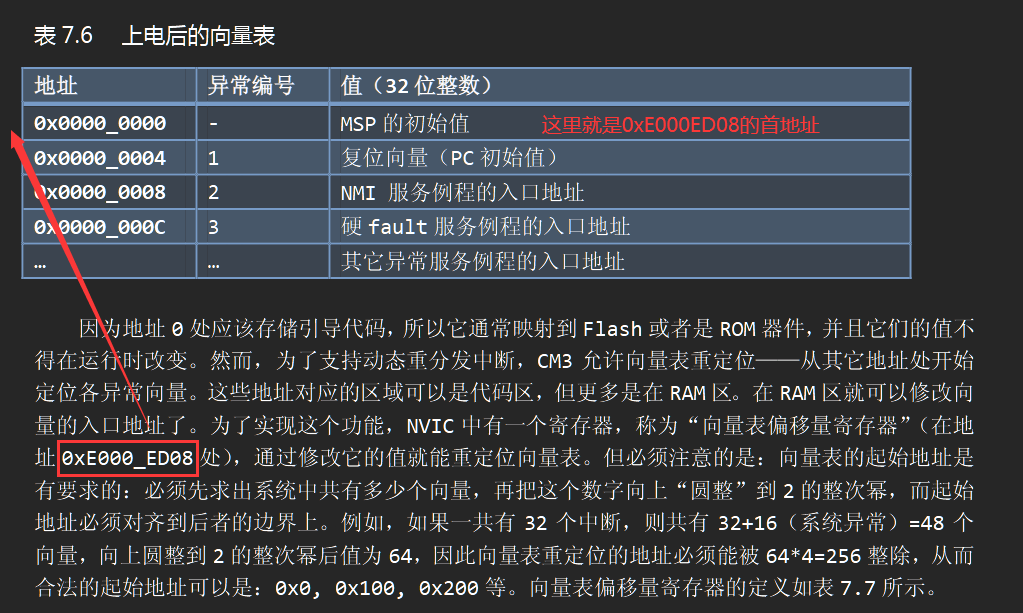 表 7.6 上电后的向量表
地址 异常编号 值（32 位整数）
0x0000_0000 - MSP 的初始值 这里就是0xE000ED08的首地址
0x0000_0004 1 复位向量（PC 初始值）
0x0000_0008 2 NMI 服务例程的入口地址
0x0000_000C 3 硬 fault 服务例程的入口地址
… … 其它异常服务例程的入口地址
因为地址 0 处应该存储引导代码，所以它通常映射到 Flash 或者是 ROM 器件，并且它们的值不
得在运行时改变。然而，为了支持动态重分发中断，CM3 允许向量表重定位——从其它地址处开始
定位各异常向量。这些地址对应的区域可以是代码区，但更多是在 RAM 区。在 RAM 区就可以修改向
量的入口地址了。为了实现这个功能，NVIC 中有一个寄存器，称为“向量表偏移量寄存器”（在地
址 0xE000_ED08 处），通过修改它的值就能重定位向量表。但必须注意的是：向量表的起始地址是
有要求的：必须先求出系统中共有多少个向量，再把这个数字向上“圆整”到 2 的整次幂，而起始
地址必须对齐到后者的边界上。例如，如果一共有 32 个中断，则共有 32+16（系统异常）=48 个
向量，向上圆整到 2 的整次幂后值为 64，因此向量表重定位的地址必须能被 64*4=256 整除，从而
合法的起始地址可以是：0x0, 0x100, 0x200 等。向量表偏移量寄存器的定义如表 7.7 所示。